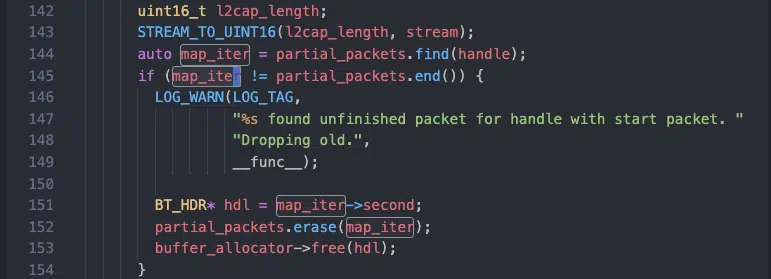 142 uint16_t l2cap_length;
143 STREAM_TO_UINT16(l2cap_length, stream);
144 auto map_iter = partial_packets.find(handle);
145 if (map_iter != partial_packets.end()) {
146 LOG_WARN(LOG_TAG,
147 "%s found unfinished packet for handle with start packet. "
148 "Dropping old.",
149 __func__);
150
151 BT_HDR* hdl = map_iter->second;
152 partial_packets.erase(map_iter);
153 buffer_allocator->free(hdl);
154 }